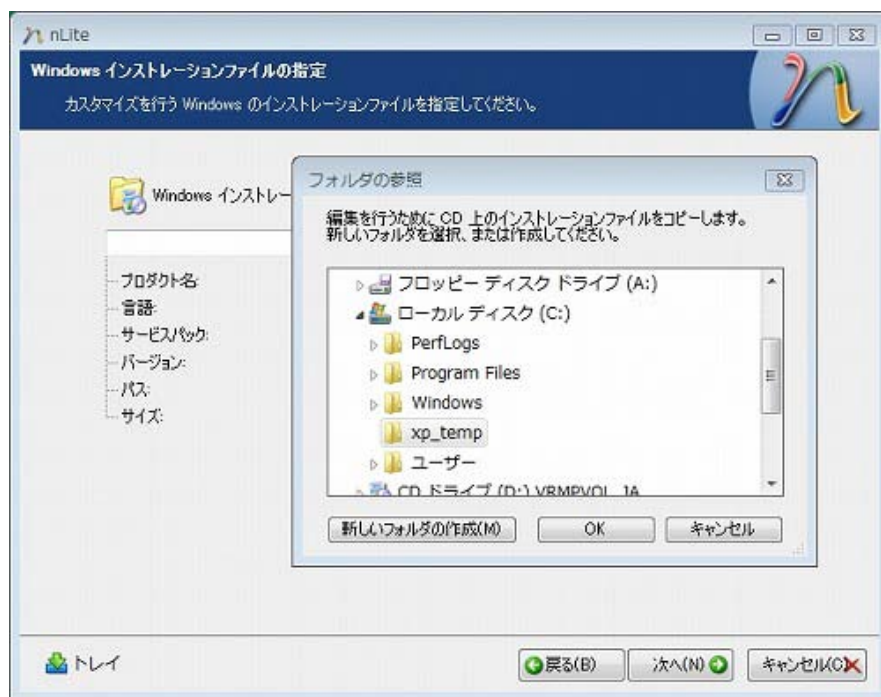 nLite
Windows インストレーションファイルの指定
カスタマイズを行う Windows のインストレーションファイルを指定してください。
Windows インストレー
プロダクト名:
言語:
サービスパック:
バージョン:
パス:
サイズ:
フォルダの参照
編集を行うために CD 上のインストレーションファイルをコピーします。
新しいフォルダを選択、または作成してください。
フロッピー ディスク ドライブ (A:)
ローカル ディスク (C:)
PerfLogs
Program Files
Windows
xp_temp
ユーザー
CD ドライブ (D:) VRMPVOL_JA
新しいフォルダの作成(M)
OK
キャンセル
トレイ
戻る(B)
次へ(N)
キャンセル(C)